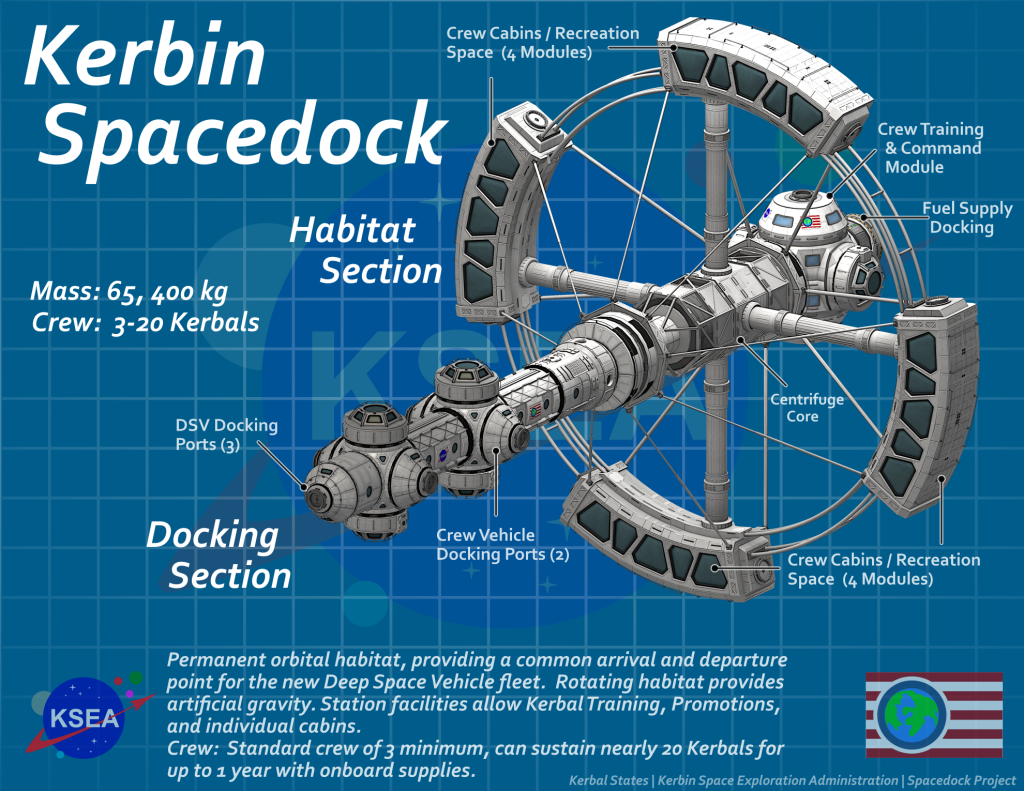 Kerbin
Spacedock
Crew Cabins / Recreation
Space (4 Modules)
Crew Training
& Command
Module
Fuel Supply
Docking
Habitat
Section
Mass: 65, 400 kg
Crew: 3-20 Kerbals
KSEA
Centrifuge
Core
DSV Docking
Ports (3)
Crew Vehicle
Docking Ports (2)
Docking
Section
Crew Cabins / Recreation
Space (4 Modules)
Permanent orbital habitat, providing a common arrival and departure
point for the new Deep Space Vehicle fleet. Rotating habitat provides
artificial gravity. Station facilities allow Kerbal Training, Promotions,
and individual cabins.
Crew: Standard crew of 3 minimum, can sustain nearly 20 Kerbals for
up to 1 year with onboard supplies.
KSEA
Kerbal States | Kerbin Space Exploration Administration | Spacedock Project